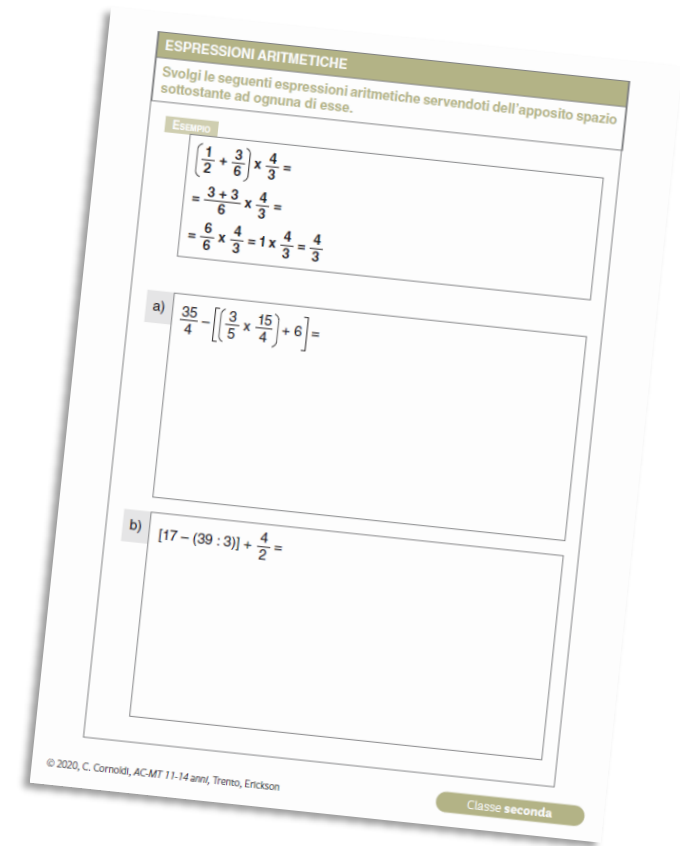 ESPRESSIONI ARITMETICHE
Svolgi le seguenti espressioni aritmetiche servendoti dell'apposito spazio
sottostante ad ognuna di esse.
ESEMPIO
(1/2 + 3/6) x 4/3 =
= 3 + 3/6 x 4/3 =
= 6/6 x 4/3 = 1 x 4/3 = 4/3
a) 35/4 – [(3/5 x 15/4) + 6] =
b) [17 – (39 : 3)] + 4/2 =
© 2020, C. Cornoldi, AC-MT 11-14 anni, Trento, Erickson
Classe seconda